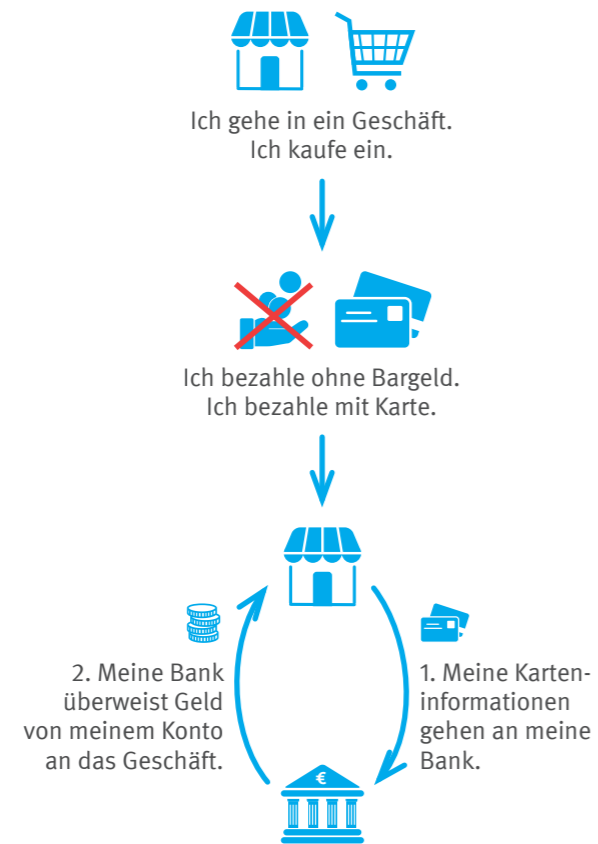 Ich gehe in ein Geschäft.
Ich kaufe ein.
Ich bezahle ohne Bargeld.
Ich bezahle mit Karte.
1. Meine Karten-
informationen
gehen an meine
Bank.
2. Meine Bank
überweist Geld
von meinem Konto
an das Geschäft.
€